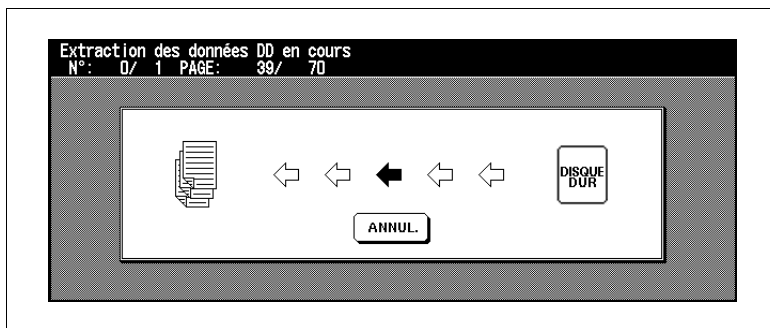 Extraction des données DD en cours
N°: 0/ 1 PAGE: 39/ 70
DISQUE
DUR
ANNUL.